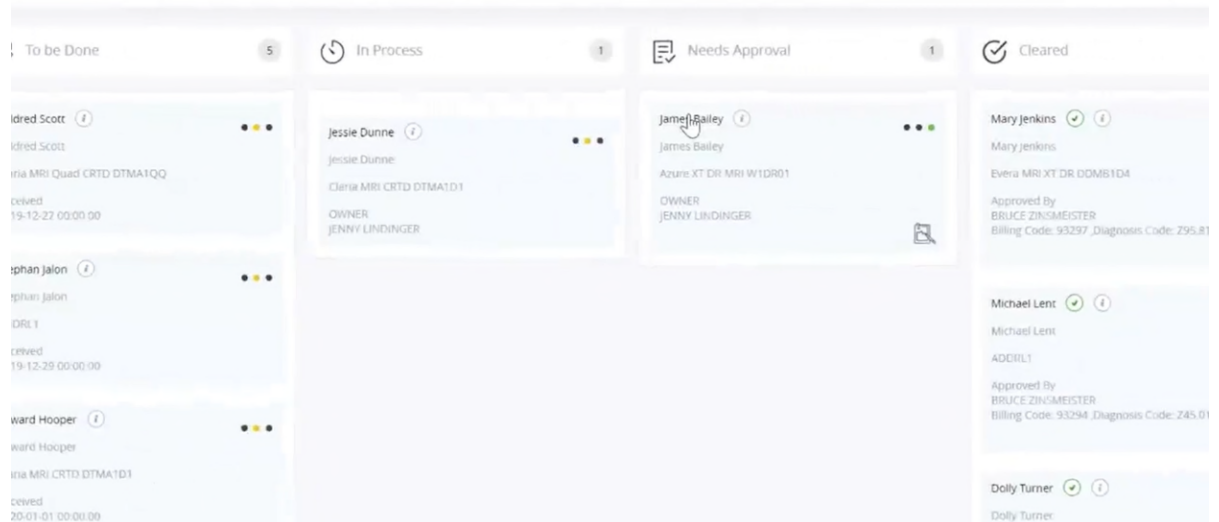 To be Done 5
dred Scott
dred Scott
ria MRI Quad CRTD DTMA1QQ
ceived
19-12-27 00:00:00
ephan Jalon
ephan Jalon
DRL1
ceived
19-12-29 00:00:00
ward Hooper
ward Hooper
ria MRI CRTD DTMA1D1
ceived
20-01-01 00:00:00
In Process 1
Jessie Dunne
Jessie Dunne
Claria MRI CRTD DTMA1D1
OWNER
JENNY LINDINGER
Needs Approval 1
James Bailey
James Bailey
Azure XT DR MRI W1DR01
OWNER
JENNY LINDINGER
Cleared
Mary Jenkins
Mary Jenkins
Evera MRI XT DR DDMB1D4
Approved By
BRUCE ZINSMEISTER
Billing Code: 93297 ,Diagnosis Code: Z95.81
Michael Lent
Michael Lent
ADDRL1
Approved By
BRUCE ZINSMEISTER
Billing Code: 93294 ,Diagnosis Code: Z45.01
Dolly Turner
Dolly Turner